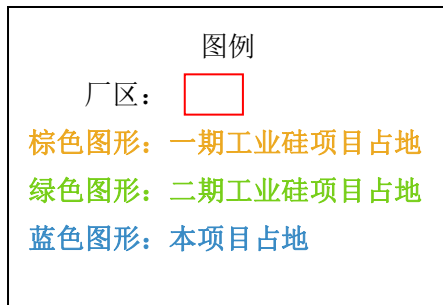 图例
厂区：
棕色图形：一期工业硅项目占地
绿色图形：二期工业硅项目占地
蓝色图形：本项目占地